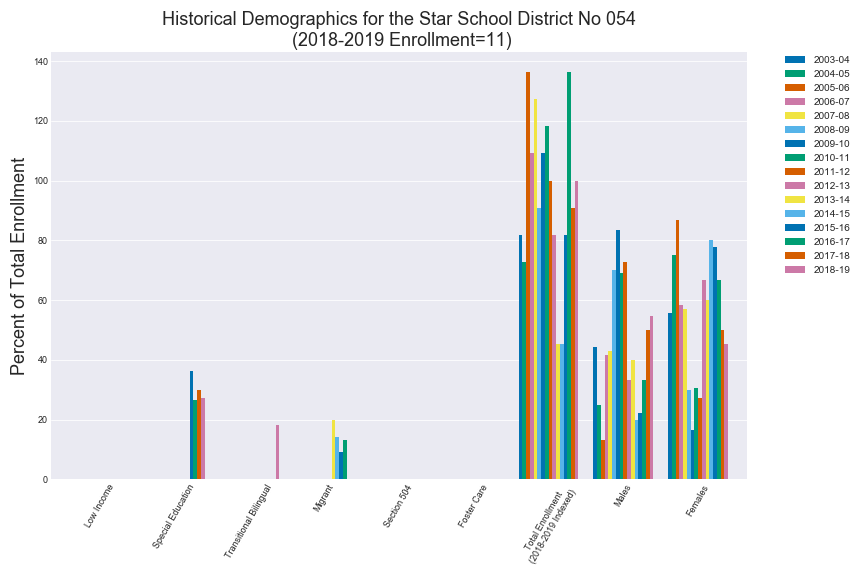 Historical Demographics for the Star School District No 054
(2018-2019 Enrollment=11)
Percent of Total Enrollment
140
120
100
80
60
40
20
0
Low Income
Special Education
Transitional Bilingual
Migrant
Section 504
Foster Care
Total Enrollment
(2018-2019 Indexed)
Males
Females
2003-04
2004-05
2005-06
2006-07
2007-08
2008-09
2009-10
2010-11
2011-12
2012-13
2013-14
2014-15
2015-16
2016-17
2017-18
2018-19